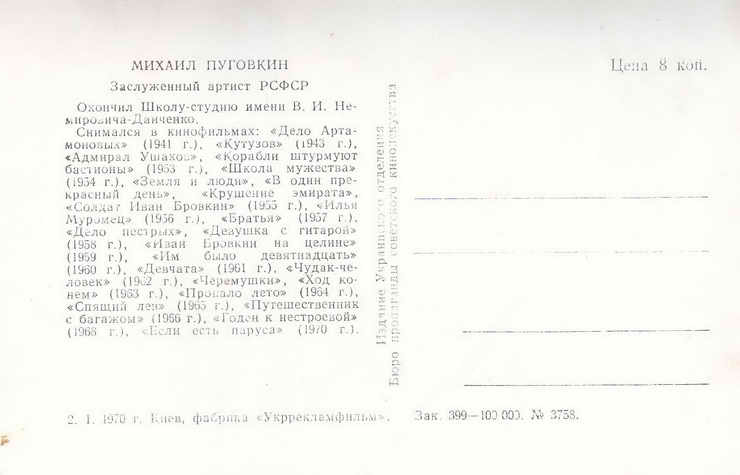 МИХАИЛ ПУГОВКИН
Заслуженный артист РСФСР
Окончил Школу-студию имени В. И. Не-
мировича-Данченко.
Снимался в кинофильмах: «Дело Арта-
моновых» (1941 г.), «Кутузов» (1943 г.),
«Адмирал Ушаков», «Корабли штурмуют
бастионы» (1953 г.), «Школа мужества»
(1954 г.), «Земля и люди», «В один пре-
красный день», «Крушение эмирата»,
«Солдат Иван Бровкин» (1955 г.), «Илья
Муромец» (1956 г.), «Братья» (1957 г.),
«Дело пестрых», «Девушка с гитарой»
(1958 г.), «Иван Бровкин на целине»
(1959 г.), «Им было девятнадцать»
(1960 г.), «Девчата» (1961 г.), «Чудак-че-
ловек» (1962 г.), «Черемушки», «Ход ко-
нем» (1963 г.), «Пропало лето» (1964 г.),
«Спящий лев» (1965 г.), «Путешественник
с багажом» (1966 г.), «Годен к нестроевой»
(1968 г.), «Если есть паруса» (1970 г.).
2. I. 1970 г. Киев, фабрика «Укррекламфильм».
Издание Украинского отделения
Бюро пропаганды советского киноискусства
Цена 8 коп.
Зак. 399—100 000. № 3758.